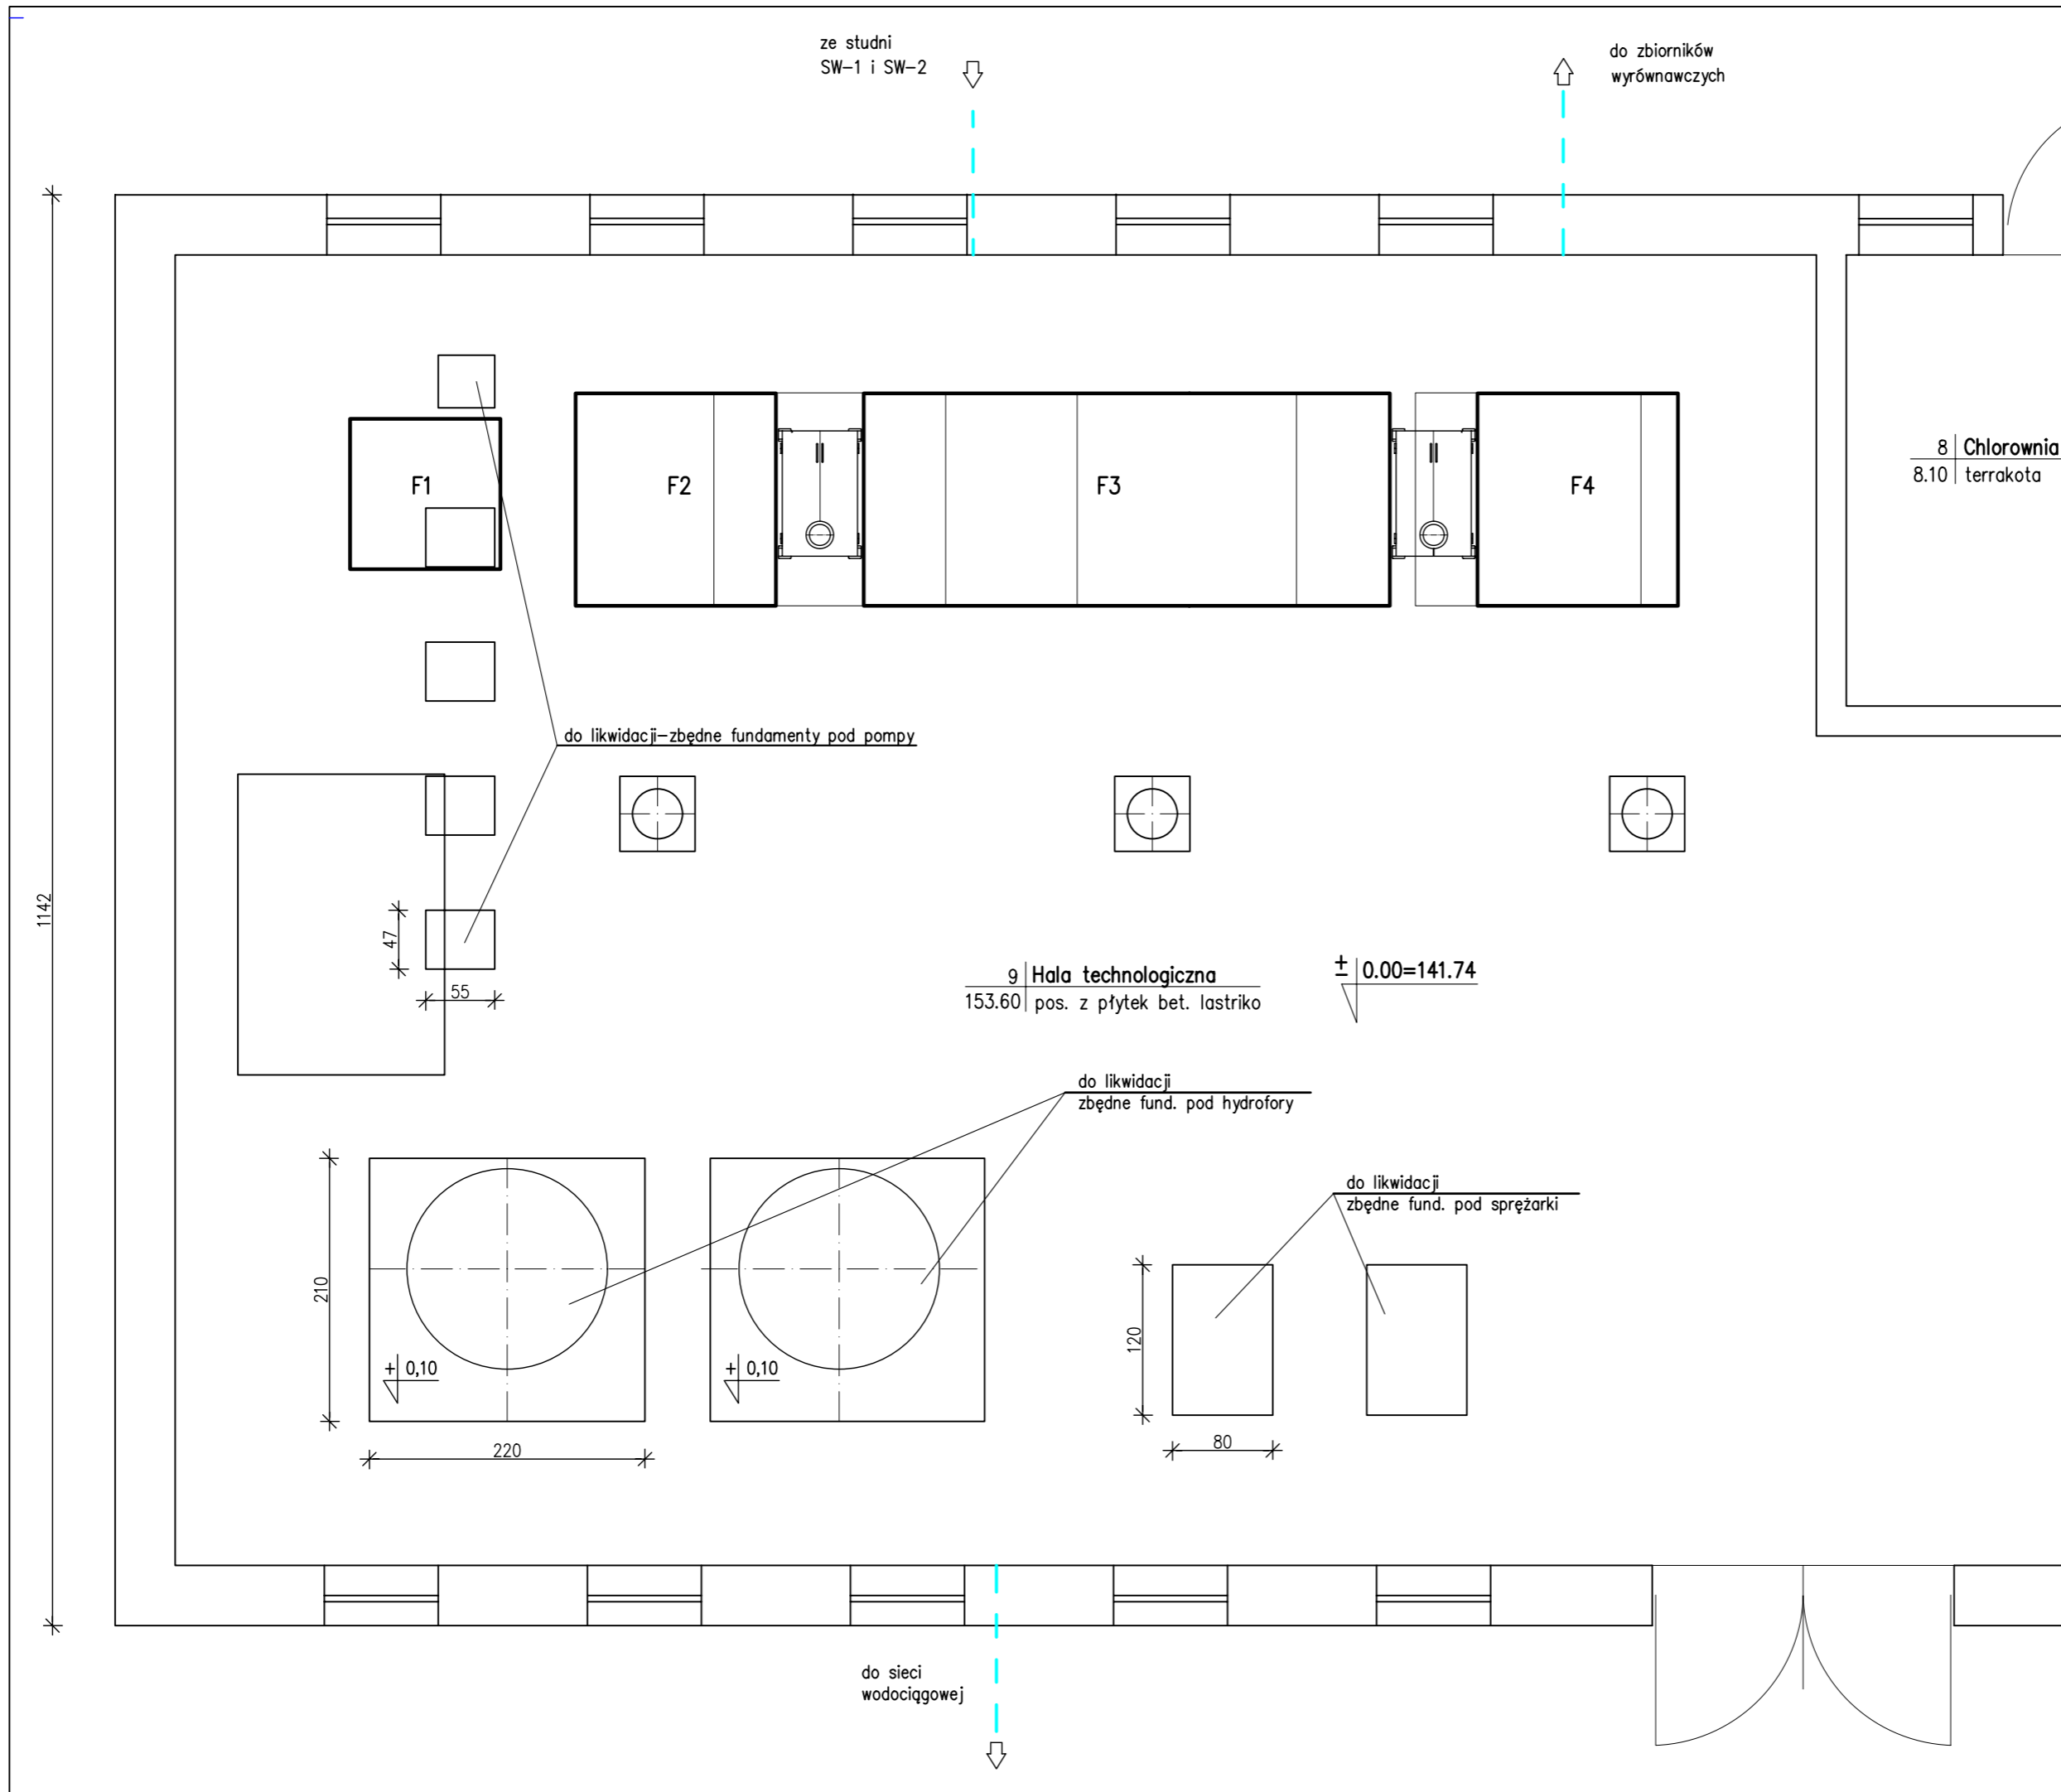 ze studni
SW-1 i SW-2
do zbiorników
wyrównawczych
8 Chlorownia
8.10 terrakota
F1
F2
F3
F4
do likwidacji-zbędne fundamenty pod pompy
1142
47
55
9 Hala technologiczna
153.60 pos. z płytek bet. lastriko
± 0.00=141.74
do likwidacji
zbędne fund. pod hydrofory
do likwidacji
zbędne fund. pod sprężarki
210
120
+ 0,10
+ 0,10
220
80
do sieci
wodociągowej